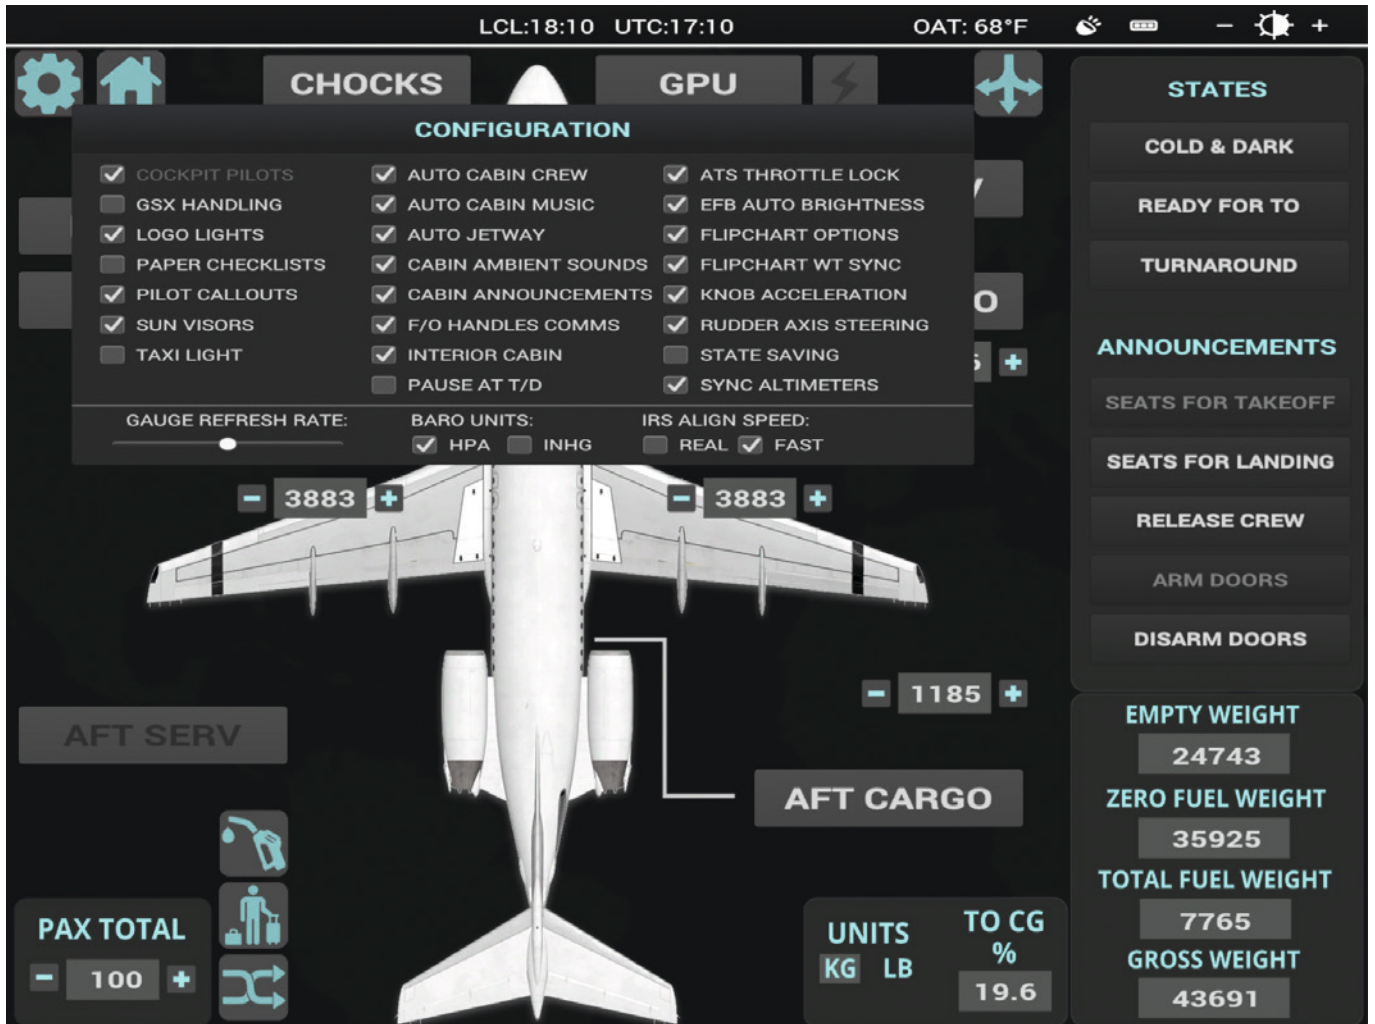 LCL:18:10 UTC:17:10 OAT: 68°F − +
CHOCKS GPU
CONFIGURATION
COCKPIT PILOTS
GSX HANDLING
LOGO LIGHTS
PAPER CHECKLISTS
PILOT CALLOUTS
SUN VISORS
TAXI LIGHT
AUTO CABIN CREW
AUTO CABIN MUSIC
AUTO JETWAY
CABIN AMBIENT SOUNDS
CABIN ANNOUNCEMENTS
F/O HANDLES COMMS
INTERIOR CABIN
PAUSE AT T/D
ATS THROTTLE LOCK
EFB AUTO BRIGHTNESS
FLIPCHART OPTIONS
FLIPCHART WT SYNC
KNOB ACCELERATION
RUDDER AXIS STEERING
STATE SAVING
SYNC ALTIMETERS
GAUGE REFRESH RATE:
BARO UNITS:
HPA INHG
IRS ALIGN SPEED:
REAL FAST
+
− 3883 + − 3883 +
− 1185 +
AFT SERV
AFT CARGO
PAX TOTAL
− 100 +
UNITS
KG LB
TO CG
%
19.6
STATES
COLD & DARK
READY FOR TO
TURNAROUND
ANNOUNCEMENTS
SEATS FOR TAKEOFF
SEATS FOR LANDING
RELEASE CREW
ARM DOORS
DISARM DOORS
EMPTY WEIGHT
24743
ZERO FUEL WEIGHT
35925
TOTAL FUEL WEIGHT
7765
GROSS WEIGHT
43691